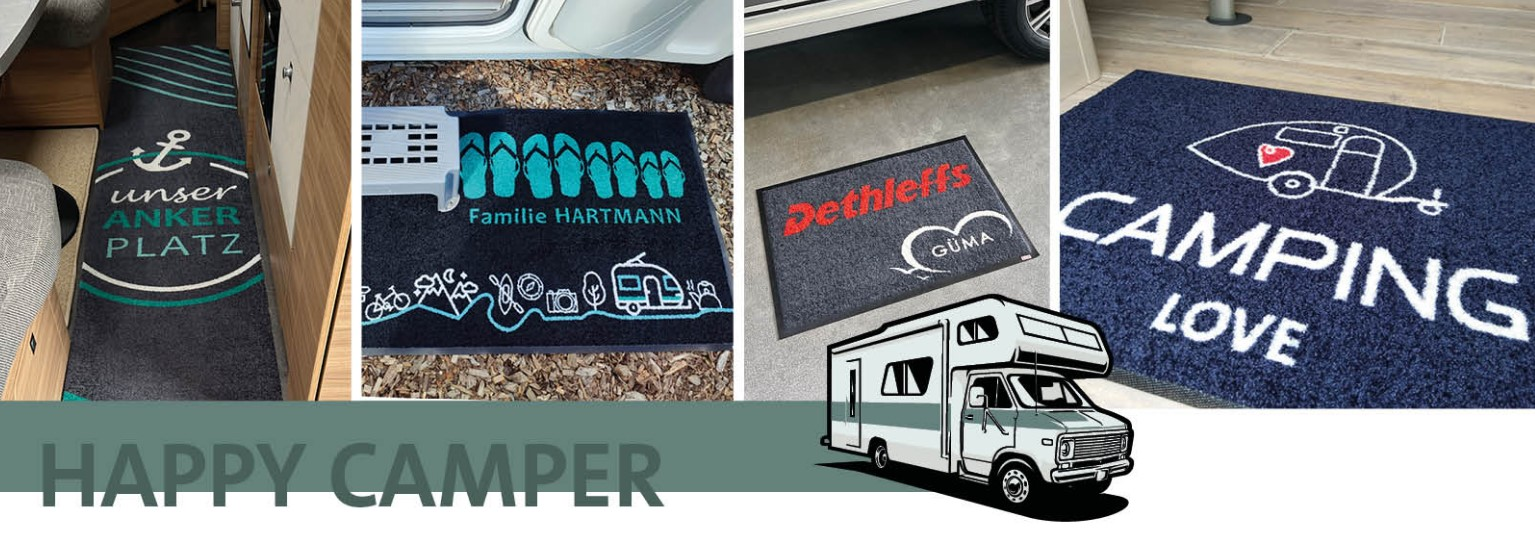 unser
ANKER
PLATZ
Familie HARTMANN
Dethleffs
GÜMA
CAMPING
LOVE
HAPPY CAMPER